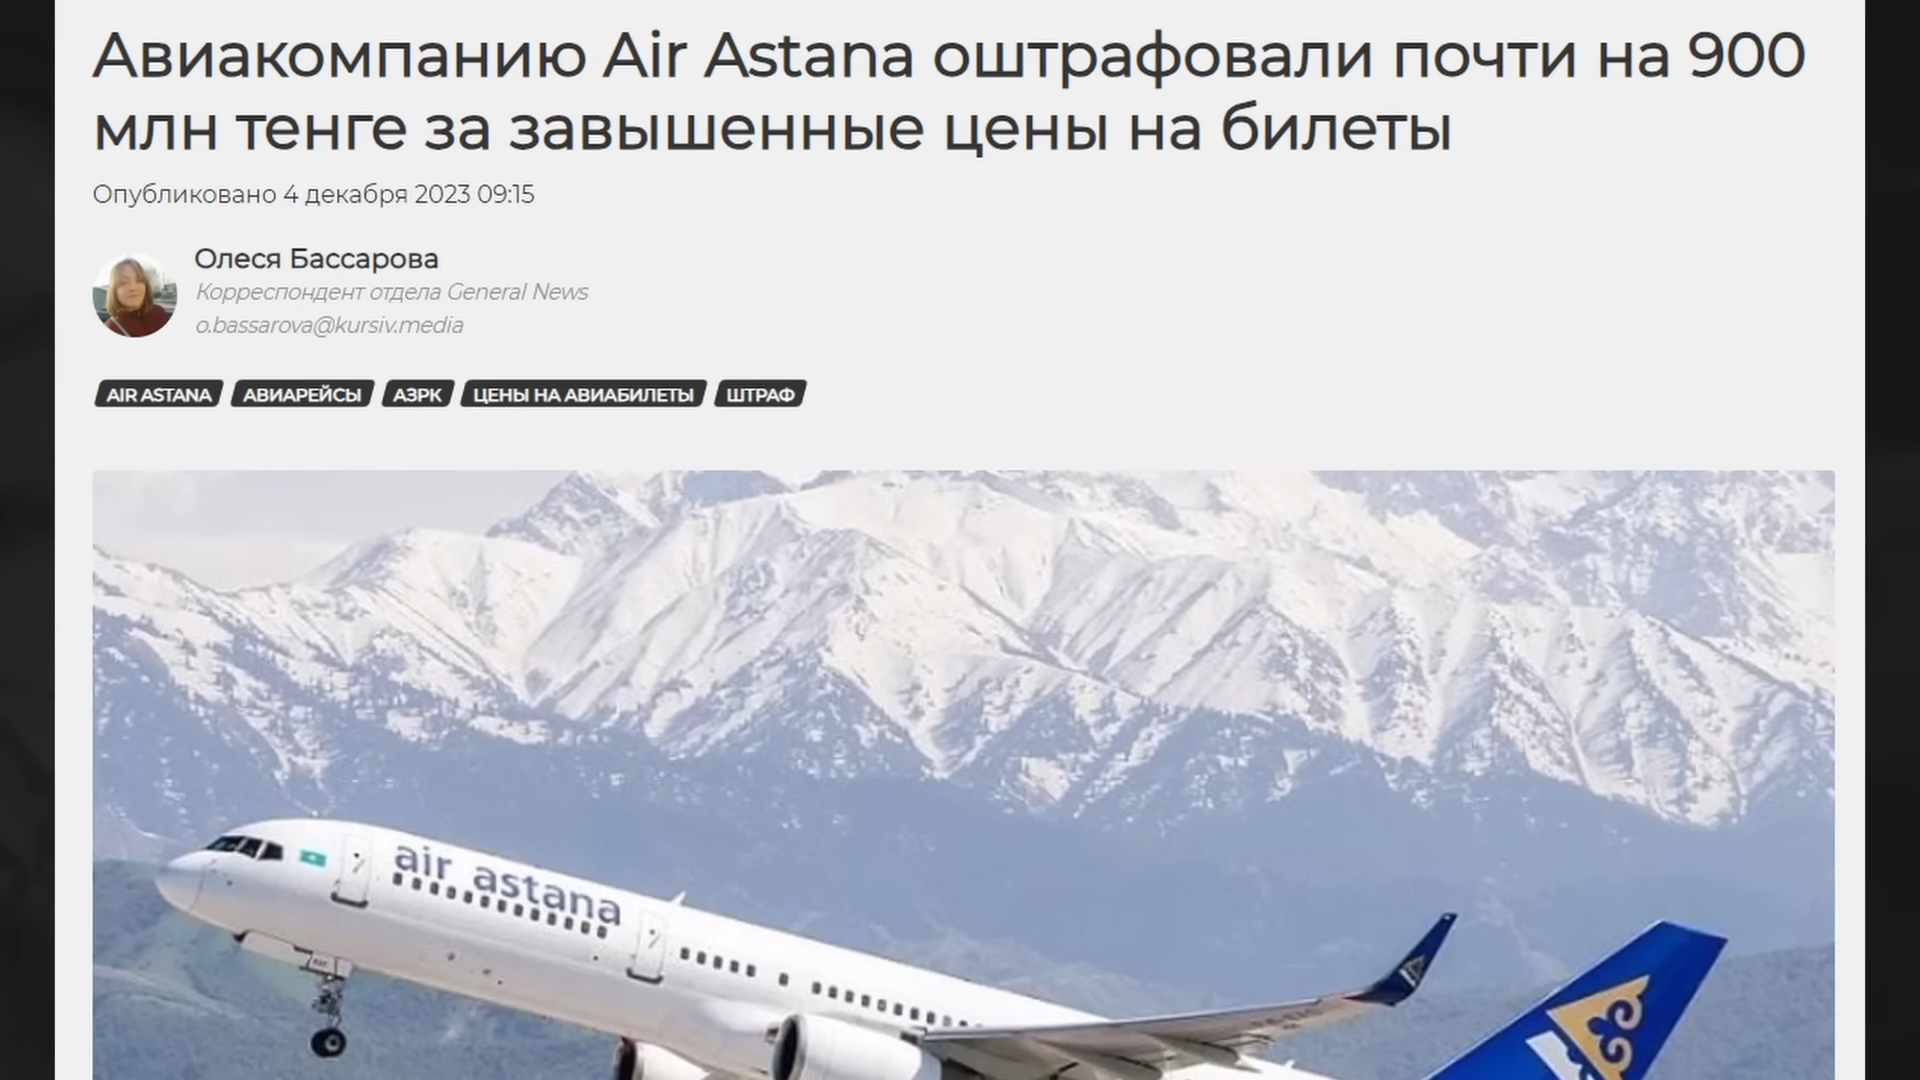 Авиакомпанию Air Astana оштрафовали почти на 900
млн тенге за завышенные цены на билеты
Опубликовано 4 декабря 2023 09:15
Олеся Бассарова
Корреспондент отдела General News
o.bassarova@kursiv.media
AIR ASTANA АВИАРЕЙСЫ АЗРК ЦЕНЫ НА АВИАБИЛЕТЫ ШТРАФ
air astana